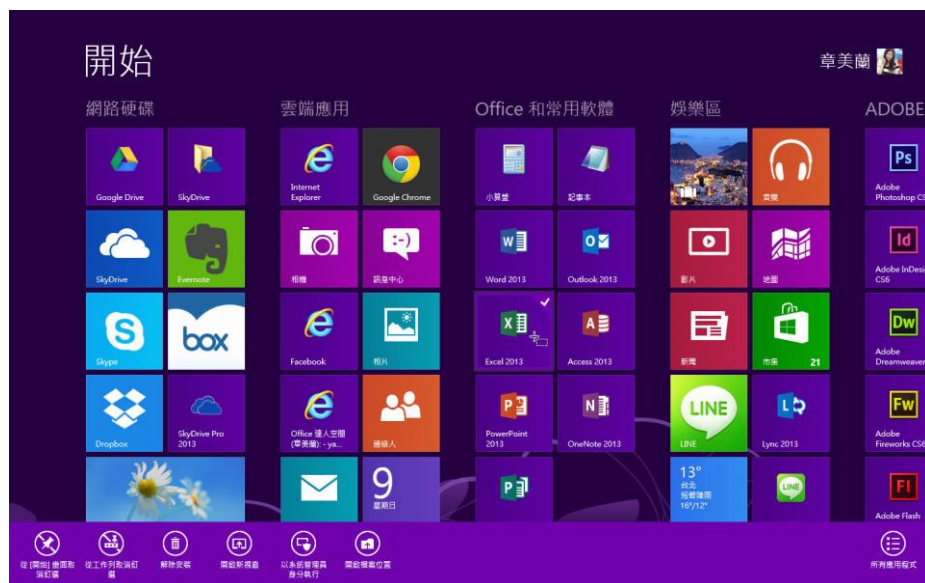 開始
章美蘭
網路硬碟
雲端應用
Office 和常用軟體
娛樂區
ADOBE
Google Drive
SkyDrive
Internet
Explorer
Google Chrome
小算盤
記事本
音樂
Ps
Adobe
Photoshop CS
SkyDrive
Evernote
相機
:-)
訊息中心
Word 2013
Outlook 2013
影片
地圖
Id
Adobe InDesi
CS6
Skype
box
Facebook
相片
Excel 2013
Access 2013
新聞
市集
21
Dw
Adobe
Dreamweaver
Dropbox
SkyDrive Pro
2013
Office 達人空間
(章美蘭): - ya...
連絡人
PowerPoint
2013
OneNote 2013
LINE
LINE
Lync 2013
Fw
Adobe
Fireworks CS6
9
星期日
13°
台北
短暫陣雨
16°/12°
LINE
Fl
Adobe Flash
從 [開始] 畫面取
消釘選
從工作列取消釘
選
解除安裝
開啟新視窗
以系統管理員
身分執行
開啟檔案位置
所有應用程式